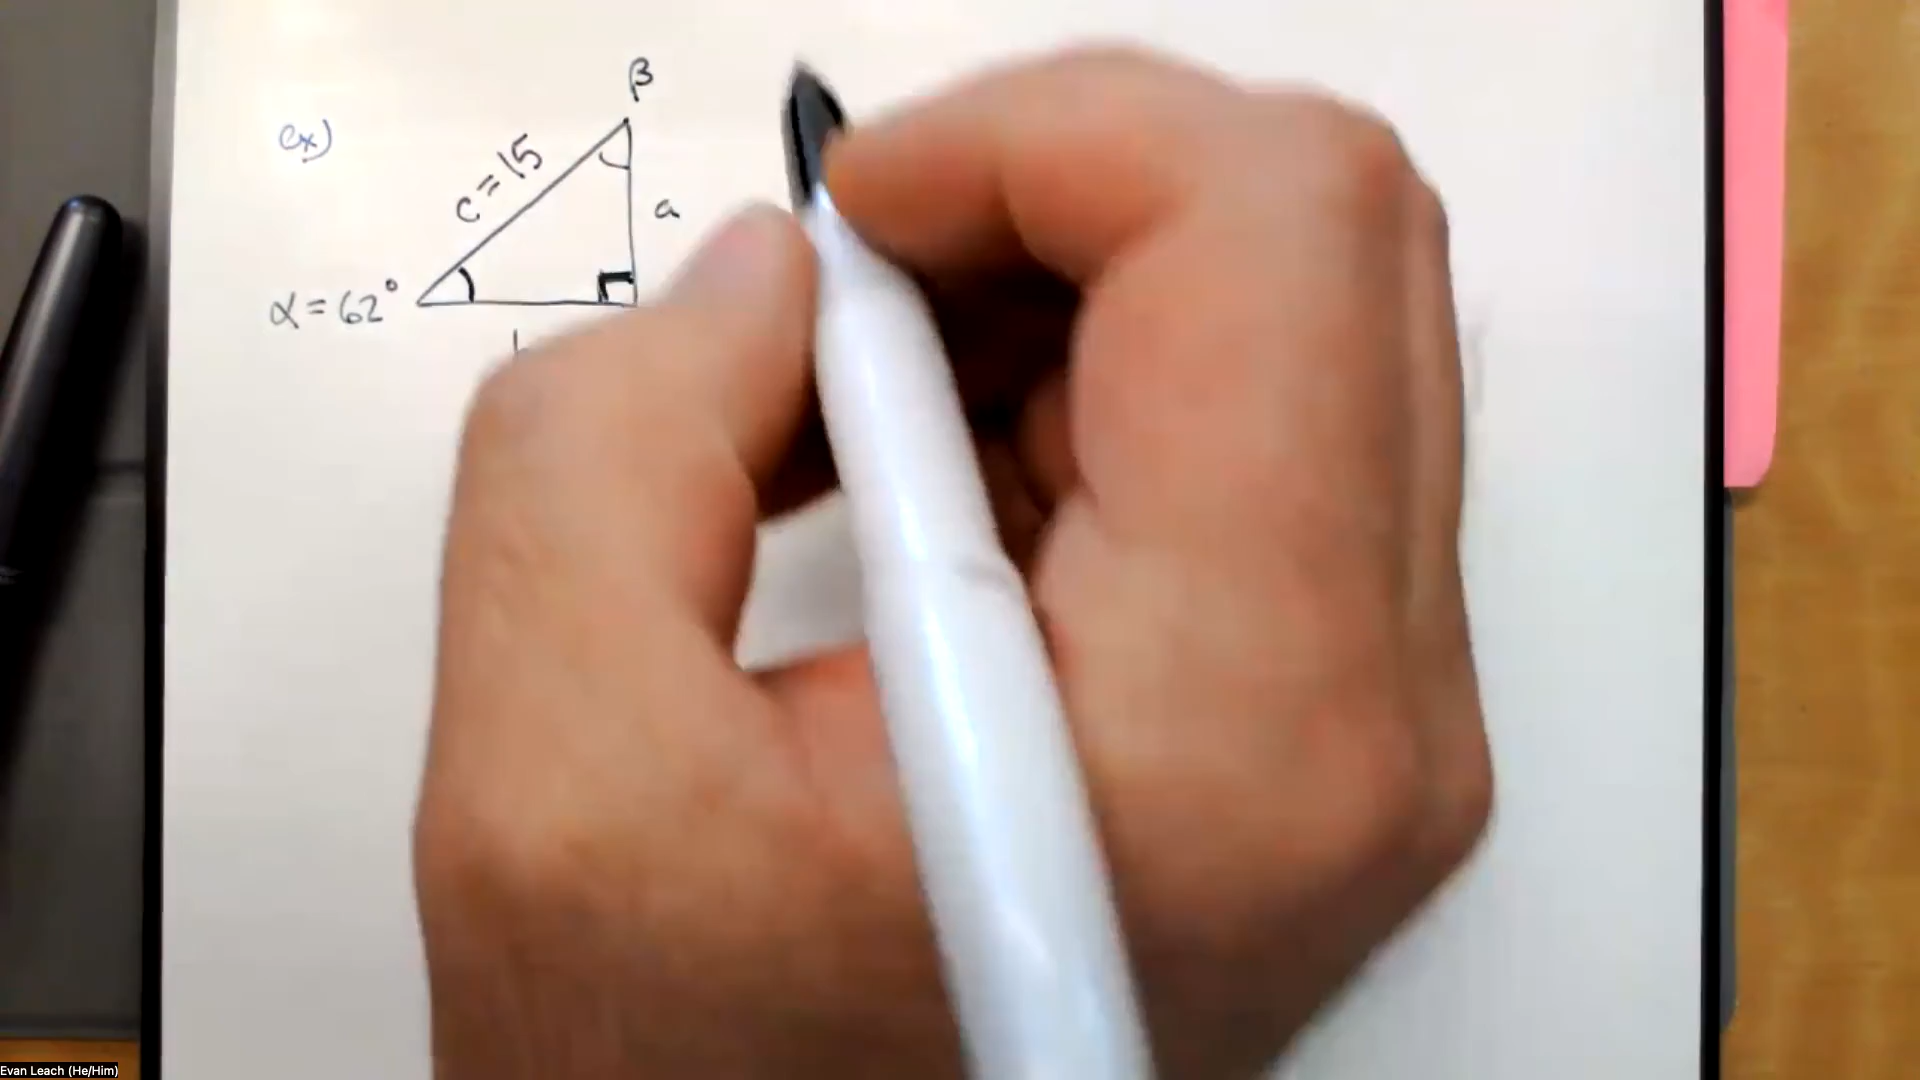 β
ex)
c = 15
a
α = 62°
Evan Leach (He/Him)